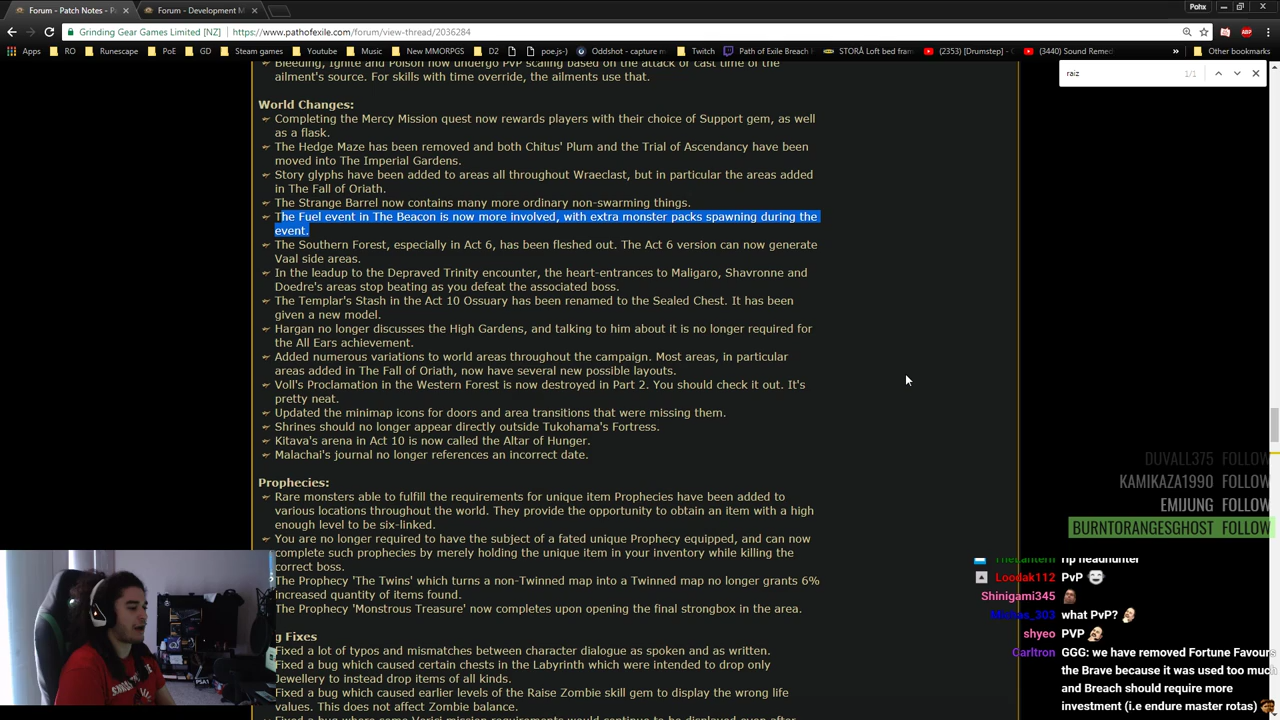 Forum - Patch Notes - P
Forum - Development M
Pohx
Grinding Gear Games Limited [NZ]
https://www.pathofexile.com/forum/view-thread/2036284
Apps
RO
Runescape
PoE
GD
Steam games
Youtube
Music
New MMORPGS
D2
poe.js-)
Oddshot - capture m
Twitch
Path of Exile Breach
STORÅ Loft bed fram
(2353) [Drumstep]
(3440) Sound Remed
»
Other bookmarks
raiz
1/1
Bleeding, Ignite and Poison now undergo PvP scaling based on the attack or cast time of the
ailment's source. For skills with time override, the ailments use that.
World Changes:
Completing the Mercy Mission quest now rewards players with their choice of Support gem, as well
as a flask.
The Hedge Maze has been removed and both Chitus' Plum and the Trial of Ascendancy have been
moved into The Imperial Gardens.
Story glyphs have been added to areas all throughout Wraeclast, but in particular the areas added
in The Fall of Oriath.
The Strange Barrel now contains many more ordinary non-swarming things.
The Fuel event in The Beacon is now more involved, with extra monster packs spawning during the
event.
The Southern Forest, especially in Act 6, has been fleshed out. The Act 6 version can now generate
Vaal side areas.
In the leadup to the Depraved Trinity encounter, the heart-entrances to Maligaro, Shavronne and
Doedre's areas stop beating as you defeat the associated boss.
The Templar's Stash in the Act 10 Ossuary has been renamed to the Sealed Chest. It has been
given a new model.
Hargan no longer discusses the High Gardens, and talking to him about it is no longer required for
the All Ears achievement.
Added numerous variations to world areas throughout the campaign. Most areas, in particular
areas added in The Fall of Oriath, now have several new possible layouts.
Voll's Proclamation in the Western Forest is now destroyed in Part 2. You should check it out. It's
pretty neat.
Updated the minimap icons for doors and area transitions that were missing them.
Shrines should no longer appear directly outside Tukohama's Fortress.
Kitava's arena in Act 10 is now called the Altar of Hunger.
Malachai's journal no longer references an incorrect date.
Prophecies:
Rare monsters able to fulfill the requirements for unique item Prophecies have been added to
various locations throughout the world. They provide the opportunity to obtain an item with a high
enough level to be six-linked.
You are no longer required to have the subject of a fated unique Prophecy equipped, and can now
complete such prophecies by merely holding the unique item in your inventory while killing the
correct boss.
The Prophecy 'The Twins' which turns a non-Twinned map into a Twinned map no longer grants 6%
increased quantity of items found.
The Prophecy 'Monstrous Treasure' now completes upon opening the final strongbox in the area.
g Fixes
Fixed a lot of typos and mismatches between character dialogue as spoken and as written.
Fixed a bug which caused certain chests in the Labyrinth which were intended to drop only
Jewellery to instead drop items of all kinds.
Fixed a bug which caused earlier levels of the Raise Zombie skill gem to display the wrong life
values. This does not affect Zombie balance.
DUVALL375 FOLLOW
KAMIKAZA1990 FOLLOW
EMIJUNG FOLLOW
BURNTORANGESGHOST FOLLOW
TheLantern rip headhunter
Loodak112 PvP
Shinigami345
what PvP?
shyeo PVP
Carltron GGG: we have removed Fortune Favours
the Brave because it was used too much
and Breach should require more
investment (i.e endure master rotas)